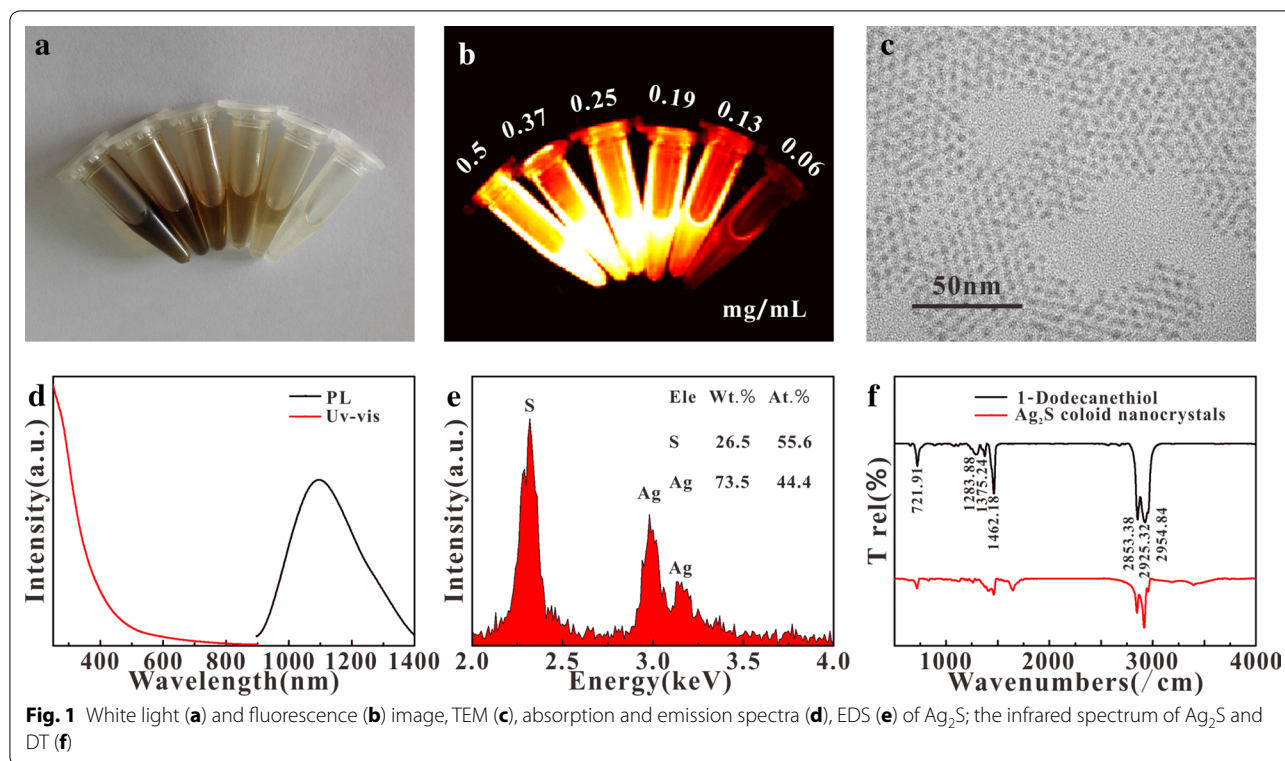 a
b
0.5 0.37 0.25 0.19 0.13 0.06
mg/mL
c
50nm
d
PL
Uv-vis
Intensity(a.u.)
400 600 800 1000 1200 1400
Wavelength(nm)
e
S
Ag
Ag
Ele Wt.% At.%
S 26.5 55.6
Ag 73.5 44.4
Intensity(a.u.)
2.0 2.5 3.0 3.5 4.0
Energy(keV)
f
1-Dodecanethiol
Ag₂S coloid nanocrystals
T rel(%)
721.91
1283.88
1375.24
1462.18
2853.38
2925.32
2954.84
1000 2000 3000 4000
Wavenumbers(/cm)
Fig. 1 White light (a) and fluorescence (b) image, TEM (c), absorption and emission spectra (d), EDS (e) of Ag₂S; the infrared spectrum of Ag₂S and
DT (f)